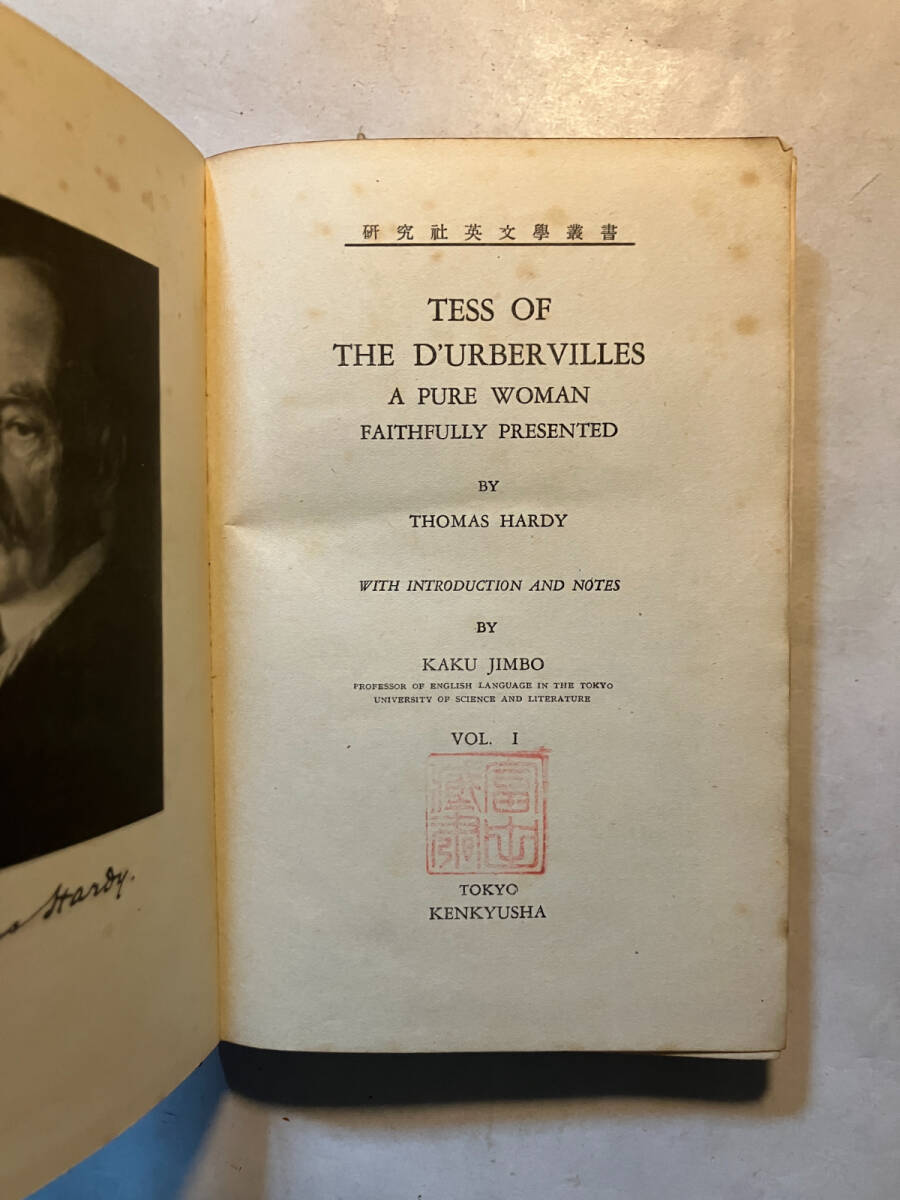 研究社英文學叢書
TESS OF
THE D'URBERVILLES
A PURE WOMAN
FAITHFULLY PRESENTED
BY
THOMAS HARDY
WITH INTRODUCTION AND NOTES
BY
KAKU JIMBO
PROFESSOR OF ENGLISH LANGUAGE IN THE TOKYO
UNIVERSITY OF SCIENCE AND LITERATURE
VOL. I
TOKYO
KENKYUSHA
Hardy.